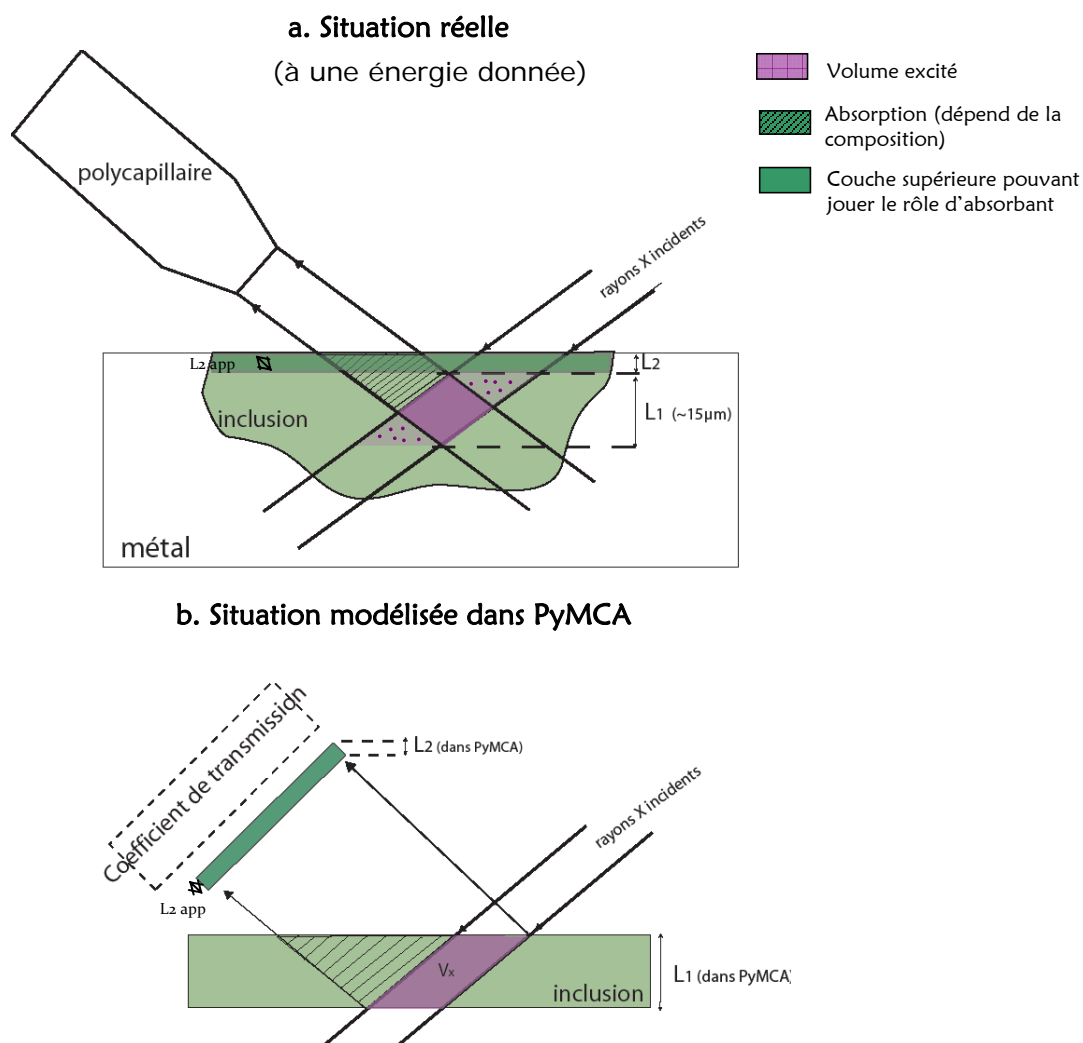 a. Situation réelle
(à une énergie donnée)
Volume excité
Absorption (dépend de la
composition)
Couche supérieure pouvant
jouer le rôle d'absorbant
polycapillaire
rayons X incidents
L2 app
L2
inclusion
L1 (~15µm)
métal
b. Situation modélisée dans PyMCA
Coefficient de transmission
L2 (dans PyMCA)
rayons X incidents
L2 app
Vx
L1 (dans PyMCA)
inclusion